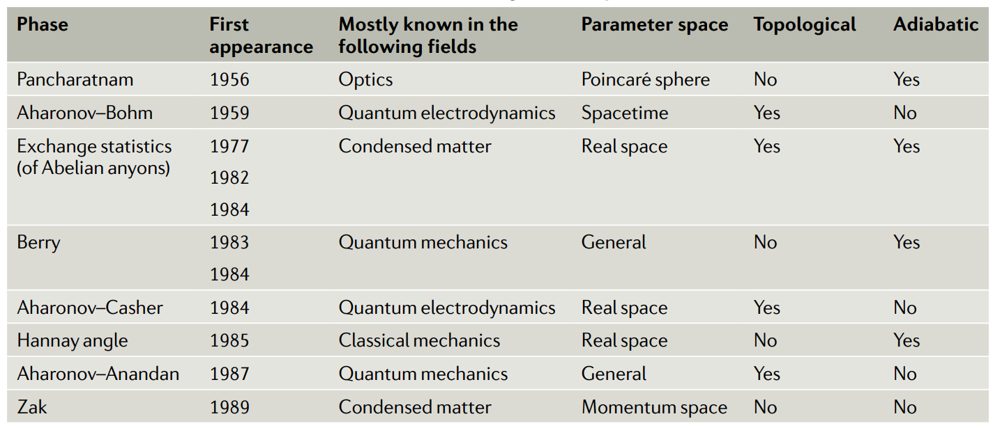 Phase First appearance Mostly known in the following fields Parameter space Topological Adiabatic
Pancharatnam 1956 Optics Poincaré sphere No Yes
Aharonov–Bohm 1959 Quantum electrodynamics Spacetime Yes No
Exchange statistics (of Abelian anyons) 1977 1982 1984 Condensed matter Real space Yes Yes
Berry 1983 1984 Quantum mechanics General No Yes
Aharonov–Casher 1984 Quantum electrodynamics Real space Yes No
Hannay angle 1985 Classical mechanics Real space No Yes
Aharonov–Anandan 1987 Quantum mechanics General Yes No
Zak 1989 Condensed matter Momentum space No No